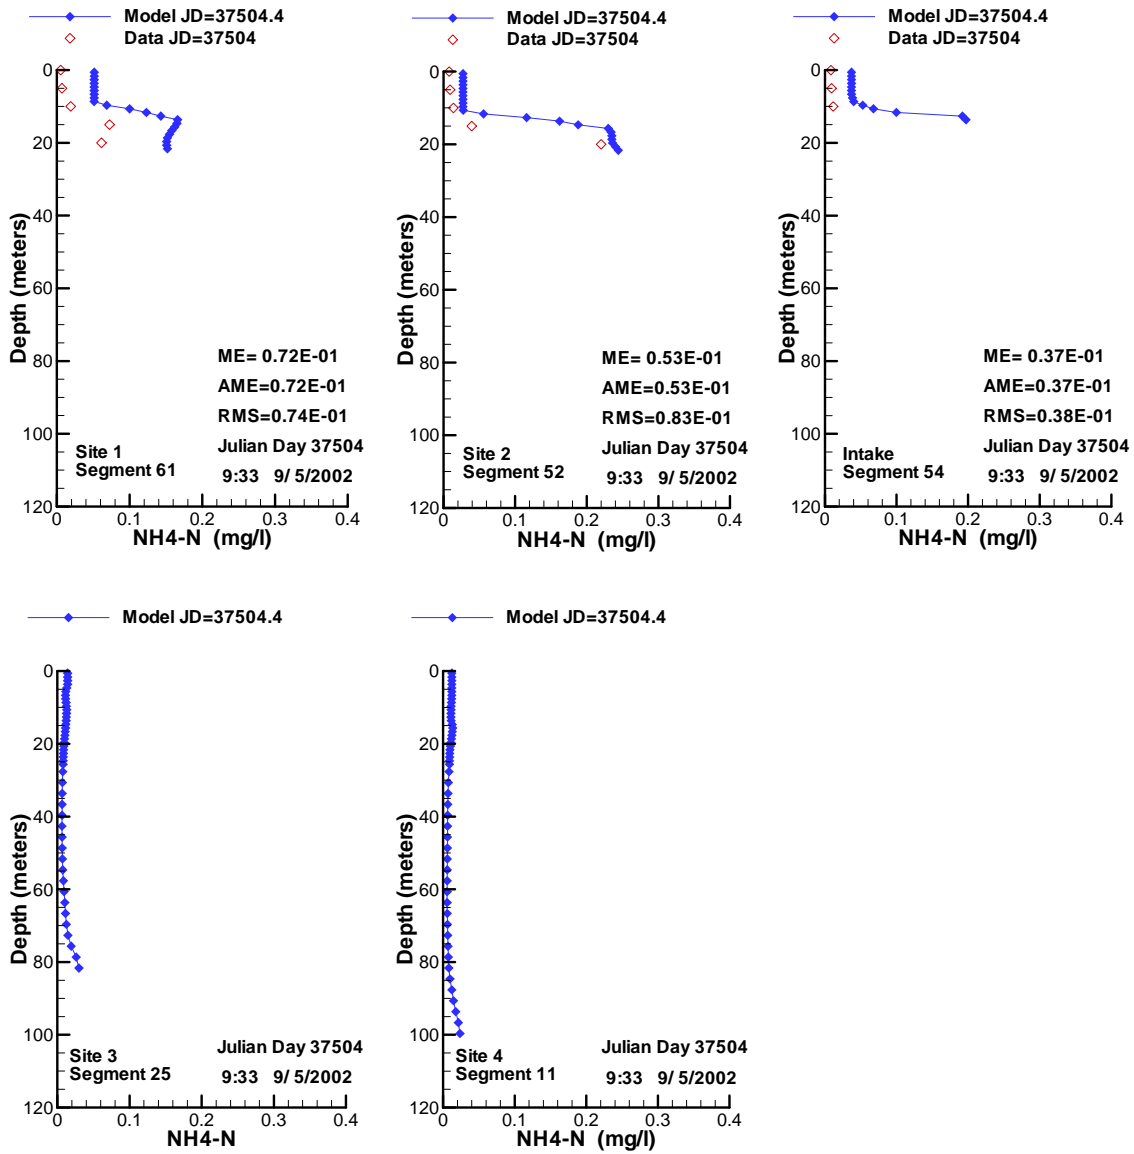 Model JD=37504.4
Data JD=37504
0
20
40
60
80
100
120
Depth (meters)
ME= 0.72E-01
AME=0.72E-01
RMS=0.74E-01
Site 1
Segment 61
Julian Day 37504
9:33 9/ 5/2002
0
0.1
0.2
0.3
0.4
NH4-N (mg/l)
Model JD=37504.4
Data JD=37504
0
20
40
60
80
100
120
Depth (meters)
ME= 0.53E-01
AME=0.53E-01
RMS=0.83E-01
Site 2
Segment 52
Julian Day 37504
9:33 9/ 5/2002
0
0.1
0.2
0.3
0.4
NH4-N (mg/l)
Model JD=37504.4
Data JD=37504
0
20
40
60
80
100
120
Depth (meters)
ME= 0.37E-01
AME=0.37E-01
RMS=0.38E-01
Intake
Segment 54
Julian Day 37504
9:33 9/ 5/2002
0
0.1
0.2
0.3
0.4
NH4-N (mg/l)
Model JD=37504.4
0
20
40
60
80
100
120
Depth (meters)
Site 3
Segment 25
Julian Day 37504
9:33 9/ 5/2002
0
0.1
0.2
0.3
0.4
NH4-N
Model JD=37504.4
0
20
40
60
80
100
120
Depth (meters)
Site 4
Segment 11
Julian Day 37504
9:33 9/ 5/2002
0
0.1
0.2
0.3
0.4
NH4-N (mg/l)